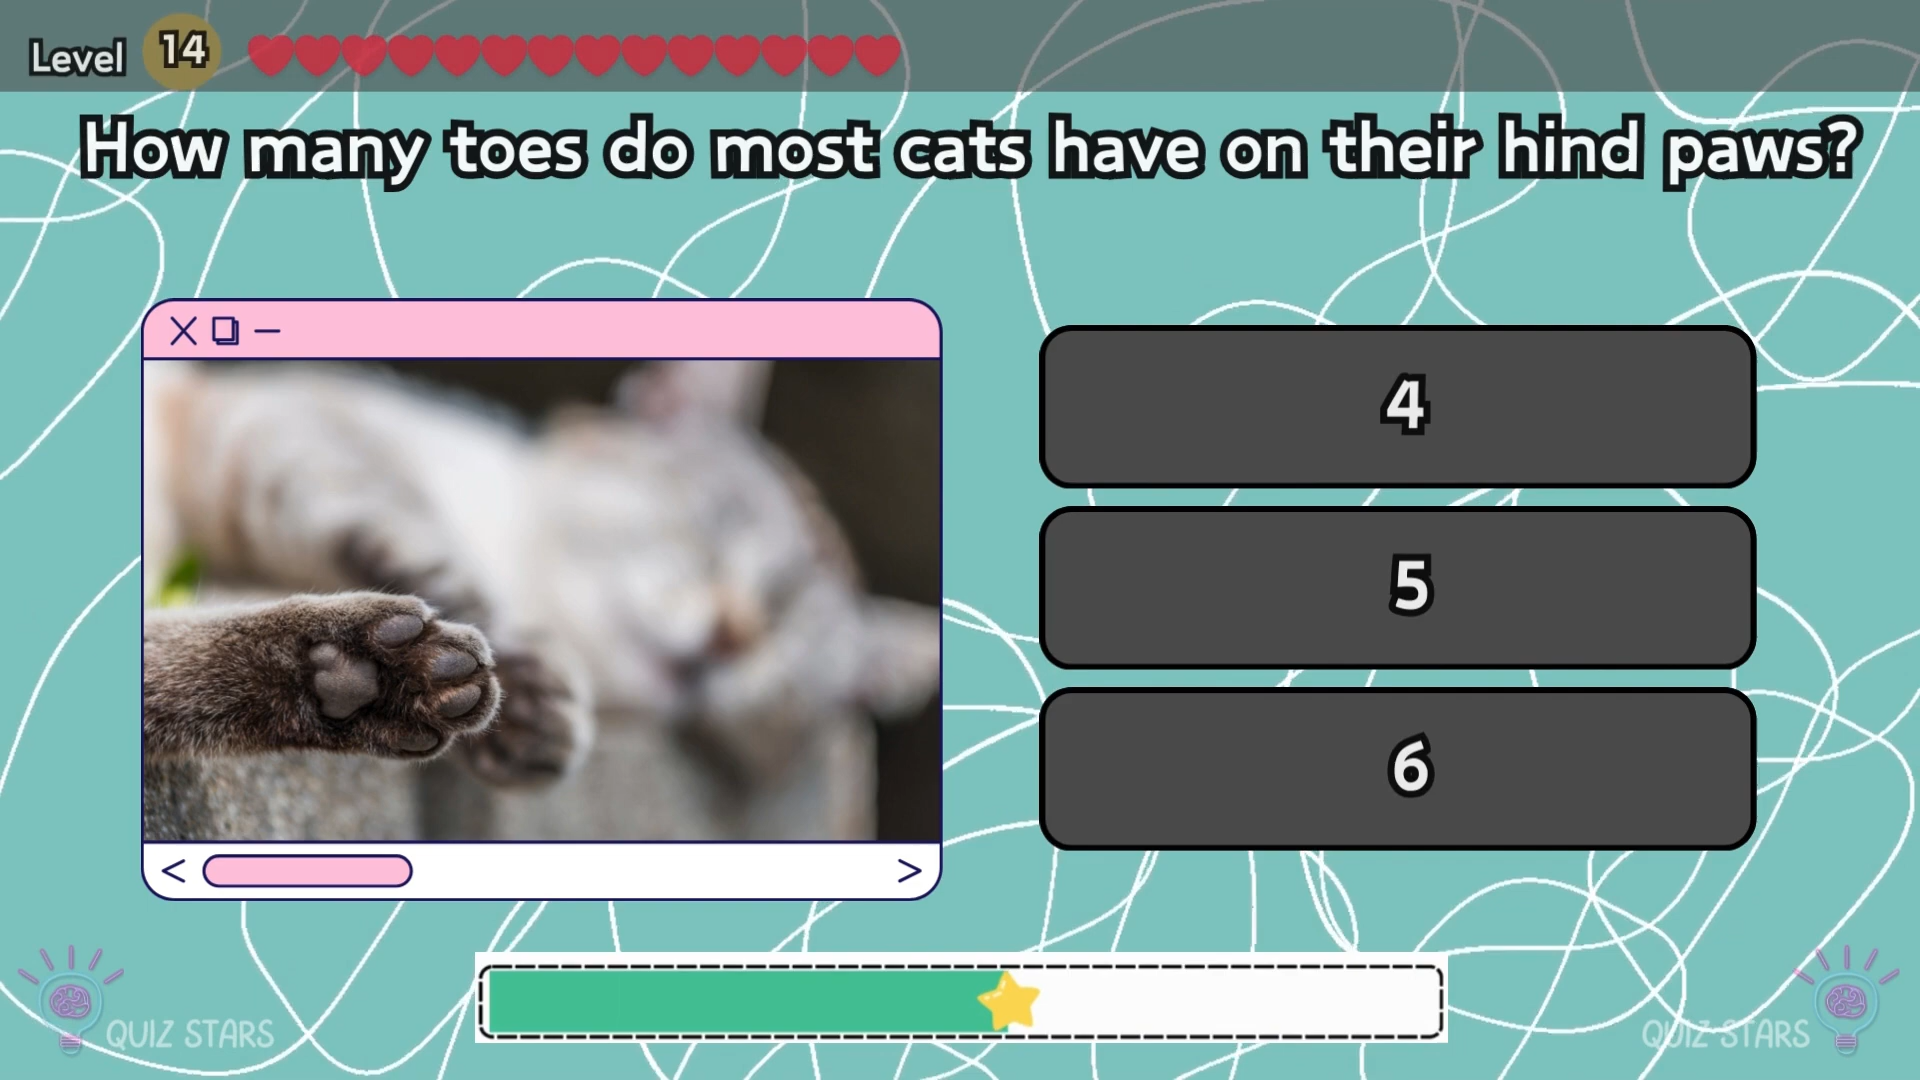 Level 14
How many toes do most cats have on their hind paws?
4
5
6
QUIZ STARS
QUIZ STARS